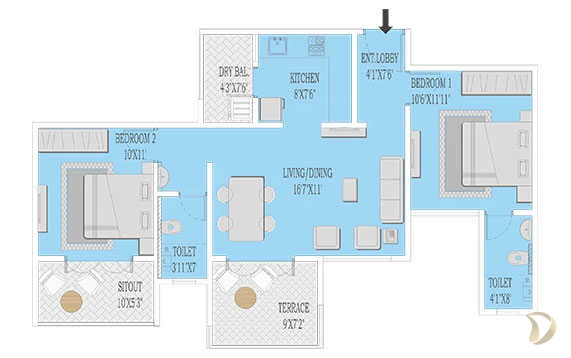 ENT.LOBBY
4'1"X7'6"
DRY BAL.
4'3"X7'6"
KITCHEN
8'X7'6"
BEDROOM 1
10'6"X11'11"
BEDROOM 2
10'X11'
LIVING/DINING
16'7"X11'
TOILET
3'11"X7'
SITOUT
10'X5'3"
TERRACE
9'X7'2"
TOILET
4'1"X8'